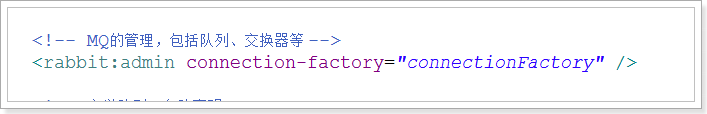 <!-- MQ的管理，包括队列、交换器等 -->
<rabbit:admin connection-factory="connectionFactory" />